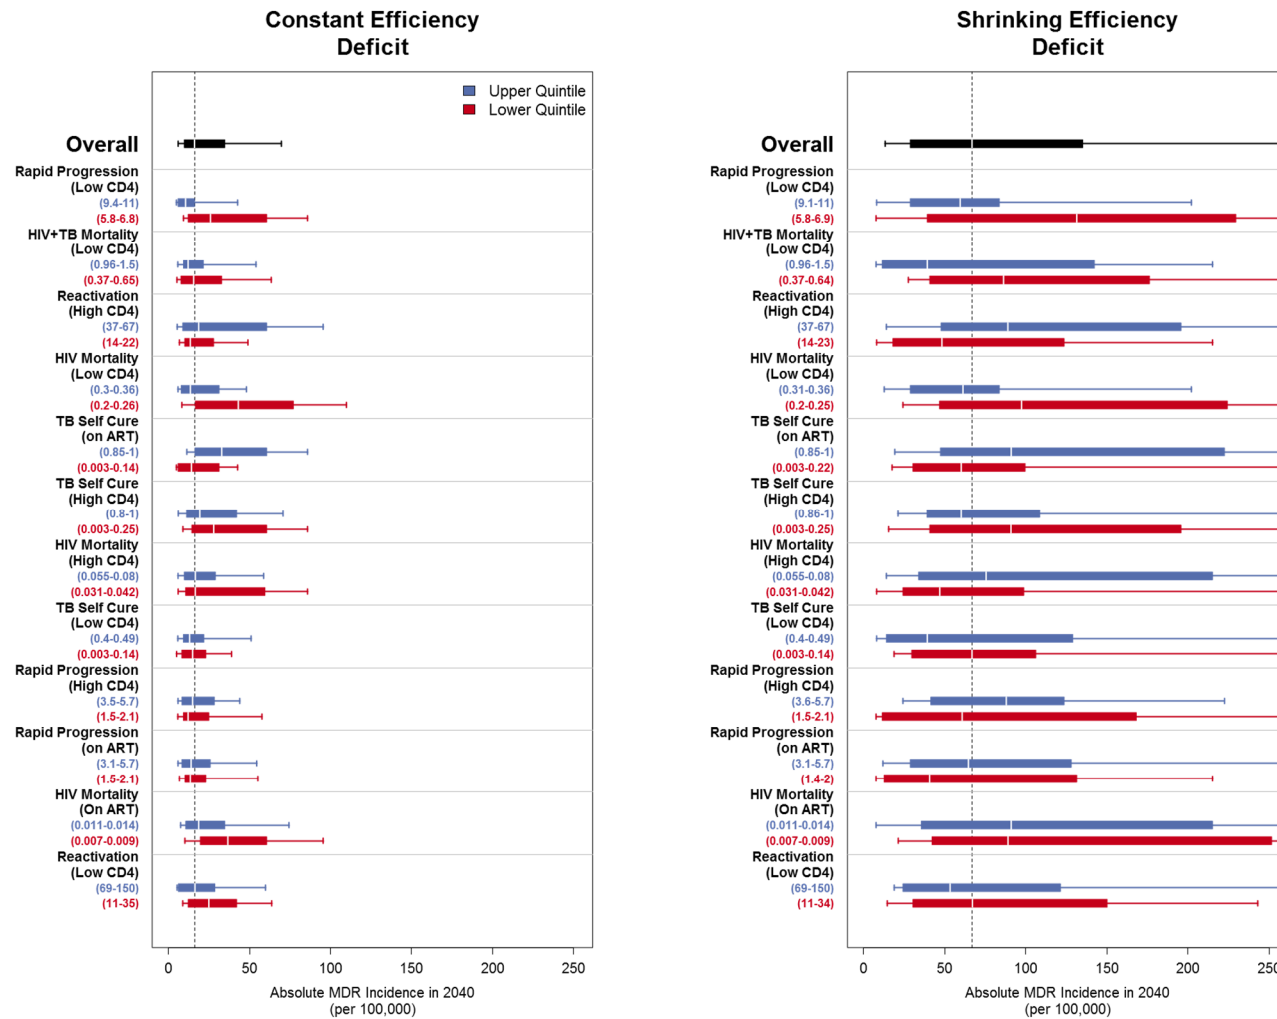 Constant Efficiency
Deficit
Upper Quintile
Lower Quintile
Overall
Rapid Progression
(Low CD4)
(9.4-11)
(5.8-6.8)
HIV+TB Mortality
(Low CD4)
(0.96-1.5)
(0.37-0.65)
Reactivation
(High CD4)
(37-67)
(14-22)
HIV Mortality
(Low CD4)
(0.3-0.36)
(0.2-0.26)
TB Self Cure
(on ART)
(0.85-1)
(0.003-0.14)
TB Self Cure
(High CD4)
(0.8-1)
(0.003-0.25)
HIV Mortality
(High CD4)
(0.055-0.08)
(0.031-0.042)
TB Self Cure
(Low CD4)
(0.4-0.49)
(0.003-0.14)
Rapid Progression
(High CD4)
(3.5-5.7)
(1.5-2.1)
Rapid Progression
(on ART)
(3.1-5.7)
(1.5-2.1)
HIV Mortality
(On ART)
(0.011-0.014)
(0.007-0.009)
Reactivation
(Low CD4)
(69-150)
(11-35)
0 50 100 150 200 250
Absolute MDR Incidence in 2040
(per 100,000)
Shrinking Efficiency
Deficit
Overall
Rapid Progression
(Low CD4)
(9.1-11)
(5.8-6.9)
HIV+TB Mortality
(Low CD4)
(0.96-1.5)
(0.37-0.64)
Reactivation
(High CD4)
(37-67)
(14-23)
HIV Mortality
(Low CD4)
(0.31-0.36)
(0.2-0.25)
TB Self Cure
(on ART)
(0.85-1)
(0.003-0.22)
TB Self Cure
(High CD4)
(0.86-1)
(0.003-0.25)
HIV Mortality
(High CD4)
(0.055-0.08)
(0.031-0.042)
TB Self Cure
(Low CD4)
(0.4-0.49)
(0.003-0.14)
Rapid Progression
(High CD4)
(3.6-5.7)
(1.5-2.1)
Rapid Progression
(on ART)
(3.1-5.7)
(1.4-2)
HIV Mortality
(On ART)
(0.011-0.014)
(0.007-0.009)
Reactivation
(Low CD4)
(69-150)
(11-34)
0 50 100 150 200 250
Absolute MDR Incidence in 2040
(per 100,000)